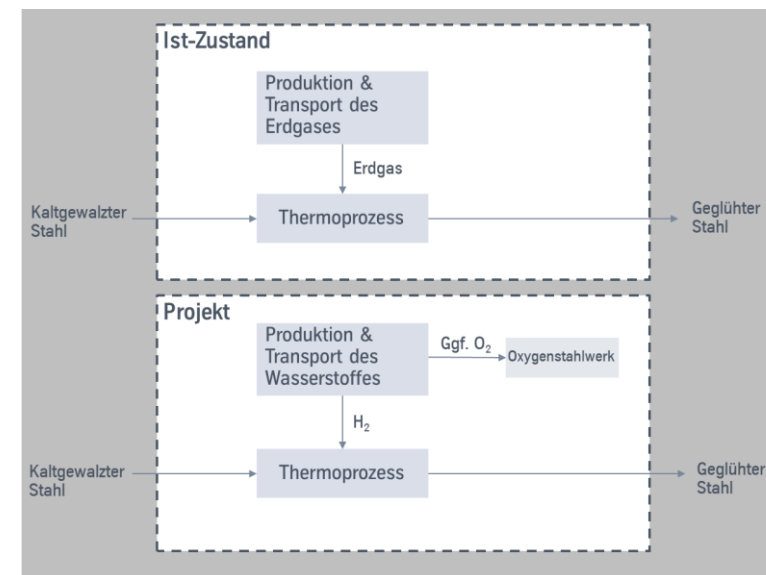 Ist-Zustand
Produktion &
Transport des
Erdgases
Erdgas
Kaltgewalzter
Stahl
Thermoprozess
Geglühter
Stahl
Projekt
Produktion &
Transport des
Wasserstoffes
Ggf. O₂
Oxygenstahlwerk
H₂
Kaltgewalzter
Stahl
Thermoprozess
Geglühter
Stahl